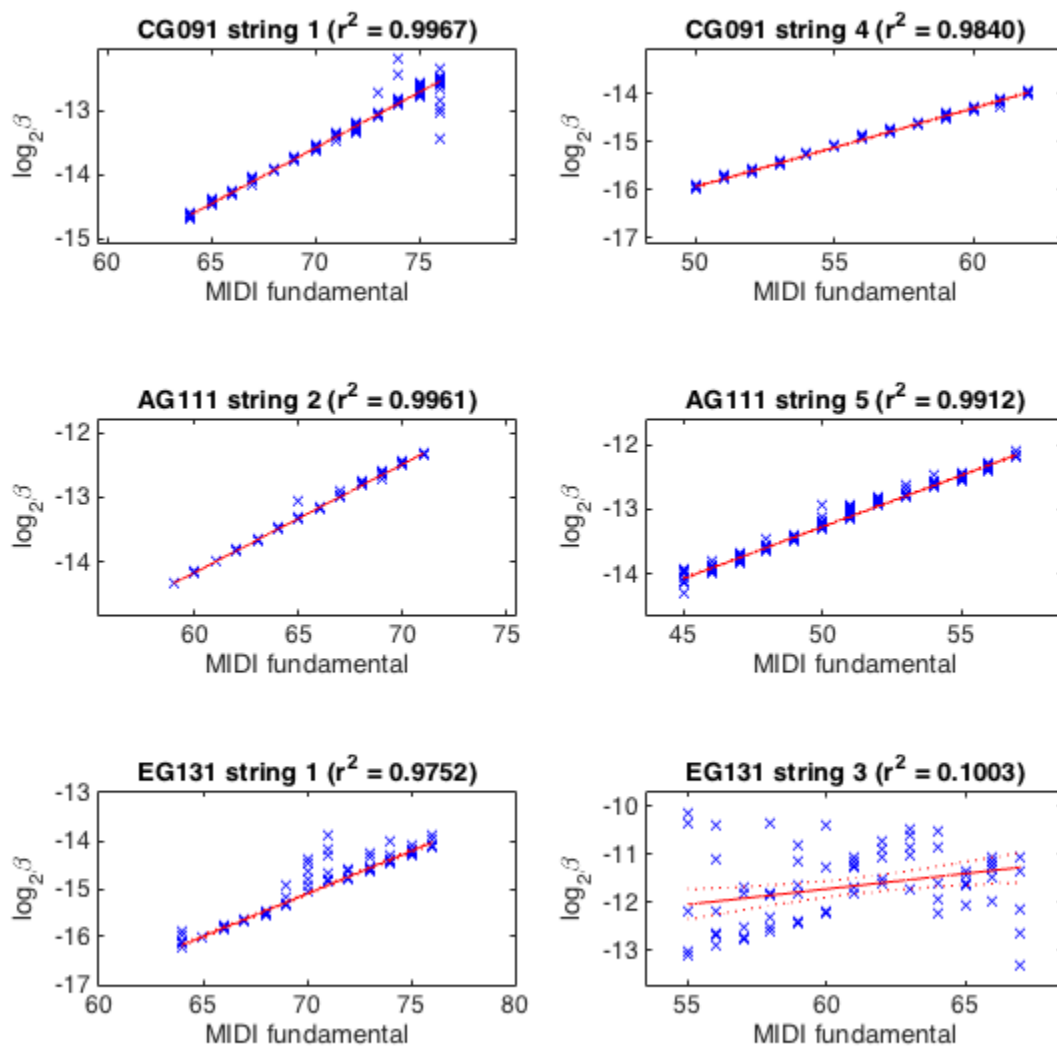 CG091 string 1 (r² = 0.9967)
-13
-14
-15
log₂β
60 65 70 75
MIDI fundamental
CG091 string 4 (r² = 0.9840)
-14
-15
-16
-17
log₂β
50 55 60
MIDI fundamental
AG111 string 2 (r² = 0.9961)
-12
-13
-14
log₂β
60 65 70 75
MIDI fundamental
AG111 string 5 (r² = 0.9912)
-12
-13
-14
log₂β
45 50 55
MIDI fundamental
EG131 string 1 (r² = 0.9752)
-13
-14
-15
-16
-17
log₂β
60 65 70 75 80
MIDI fundamental
EG131 string 3 (r² = 0.1003)
-10
-11
-12
-13
log₂β
55 60 65
MIDI fundamental